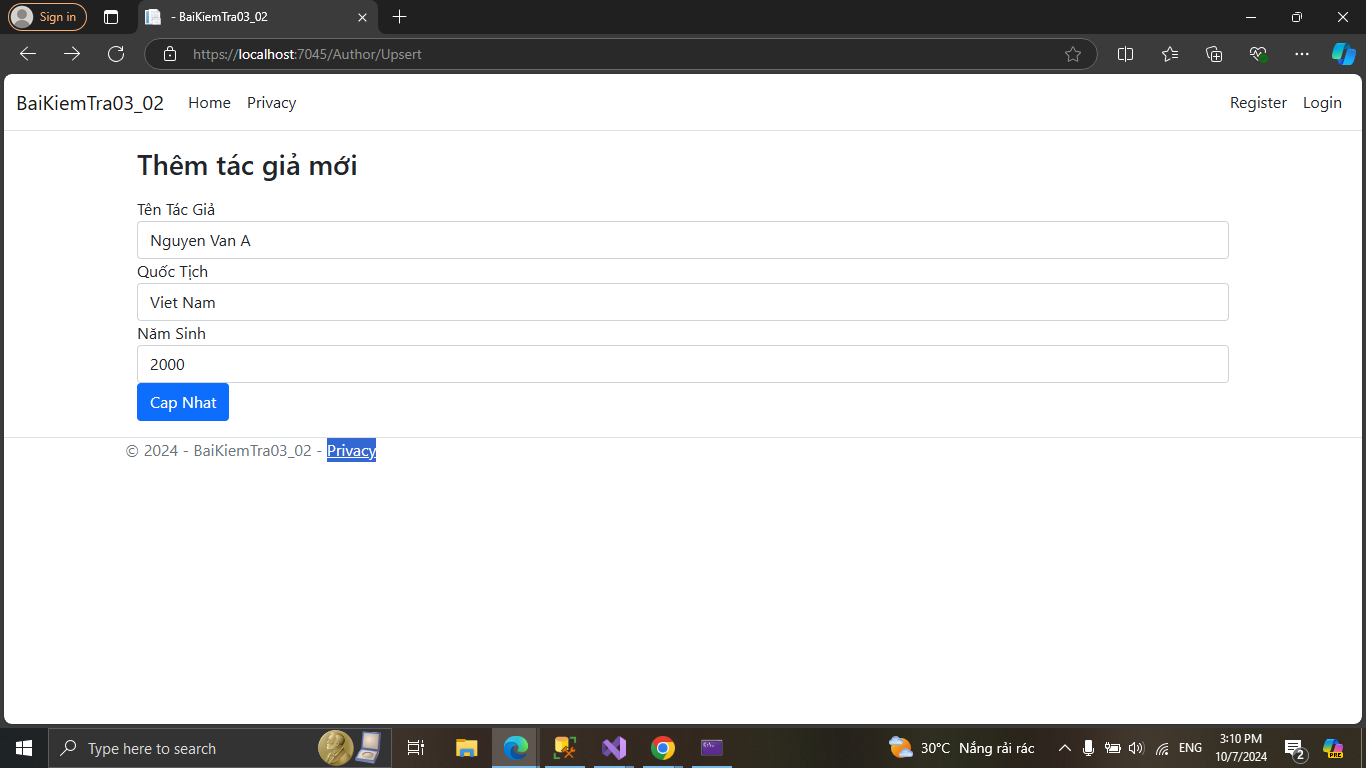 Sign in
- BaiKiemTra03_02
https://localhost:7045/Author/Upsert
BaiKiemTra03_02 Home Privacy Register Login
Thêm tác giả mới
Tên Tác Giả
Nguyen Van A
Quốc Tịch
Viet Nam
Năm Sinh
2000
Cap Nhat
© 2024 - BaiKiemTra03_02 - Privacy
Type here to search
30°C Nắng rải rác
ENG
3:10 PM
10/7/2024
2
PRE